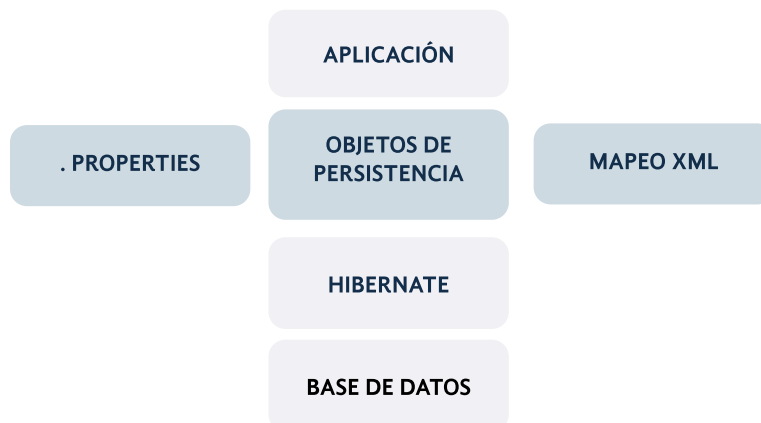 APLICACIÓN
. PROPERTIES
OBJETOS DE
PERSISTENCIA
MAPEO XML
HIBERNATE
BASE DE DATOS